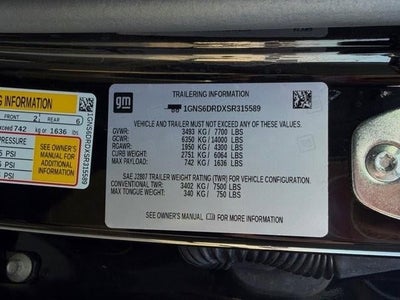 ING INFORMATION
FRONT 2 REAR 6
exceed 742 kg or 1636 lbs
PRESSURE
PSI
PSI
PSI
SEE OWNER'S
MANUAL FOR
ADDITIONAL
INFORMATION
1GNS6DRDXSR315589
gm
TRAILERING INFORMATION
1GNS6DRDXSR315589
VEHICLE AND TRAILER MUST NOT EXCEED ANY OF THESE VALUES.
GVWR: 3493 KG / 7700 LBS
GCWR: 6350 KG / 14000 LBS
RGAWR: 1950 KG / 4300 LBS
CURB MASS: 2751 KG / 6064 LBS
MAX PAYLOAD: 742 KG / 1636 LBS
SAE J2807 TRAILER WEIGHT RATING (TWR) FOR VEHICLE CONFIGURATION.
CONVENTIONAL TWR: 3402 KG / 7500 LBS
MAX TONGUE WEIGHT: 340 KG / 750 LBS
SEE OWNER'S MANUAL FOR MORE INFORMATION